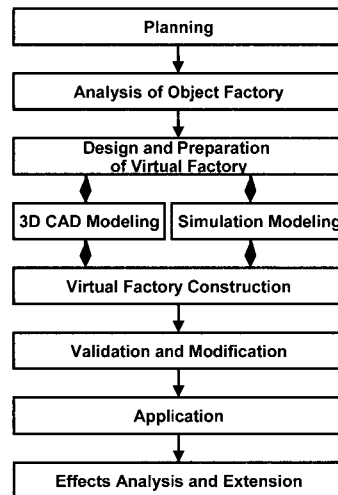 Planning
Analysis of Object Factory
Design and Preparation
of Virtual Factory
3D CAD Modeling
Simulation Modeling
Virtual Factory Construction
Validation and Modification
Application
Effects Analysis and Extension